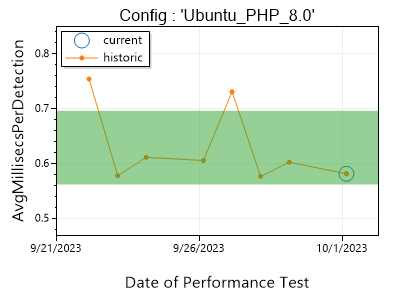 Config : 'Ubuntu_PHP_8.0'
current
historic
AvgMillisecsPerDetection
0.8
0.7
0.6
0.5
9/21/2023
9/26/2023
10/1/2023
Date of Performance Test